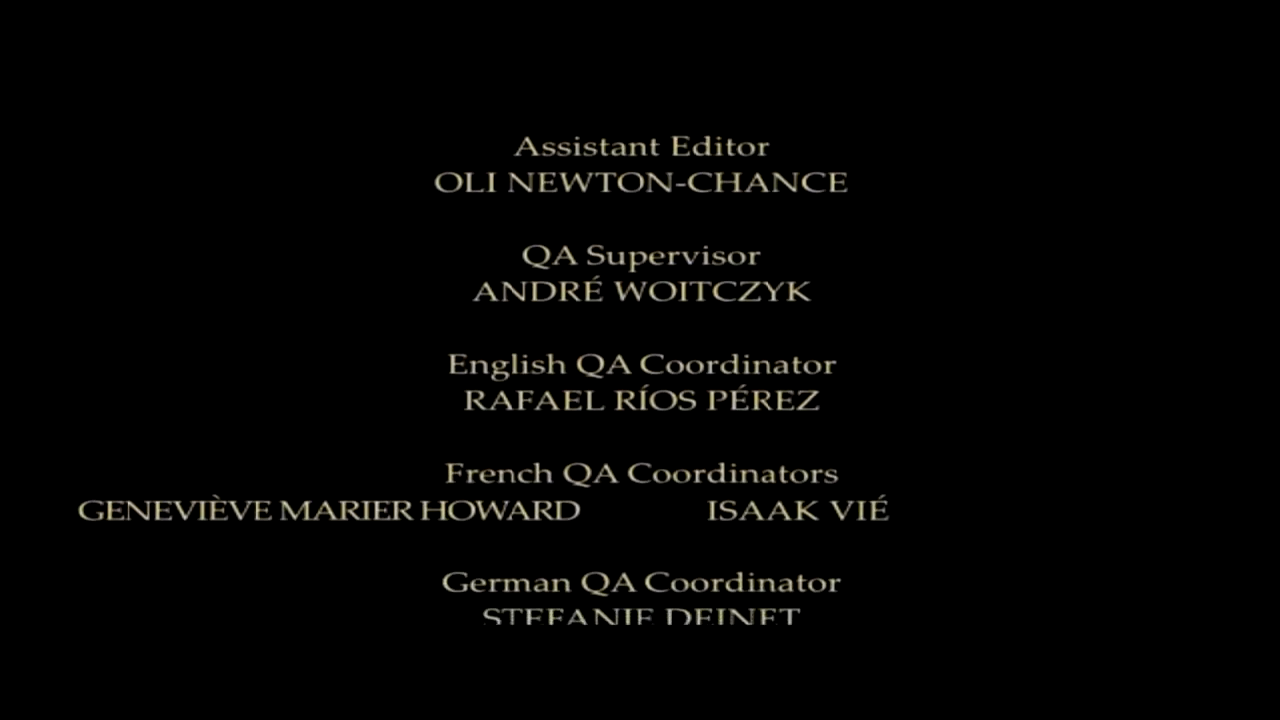 Assistant Editor
OLI NEWTON-CHANCE
QA Supervisor
ANDRÉ WOITCZYK
English QA Coordinator
RAFAEL RÍOS PÉREZ
French QA Coordinators
GENEVIÈVE MARIER HOWARD ISAAK VIÉ
German QA Coordinator
STEFANIE DEINET